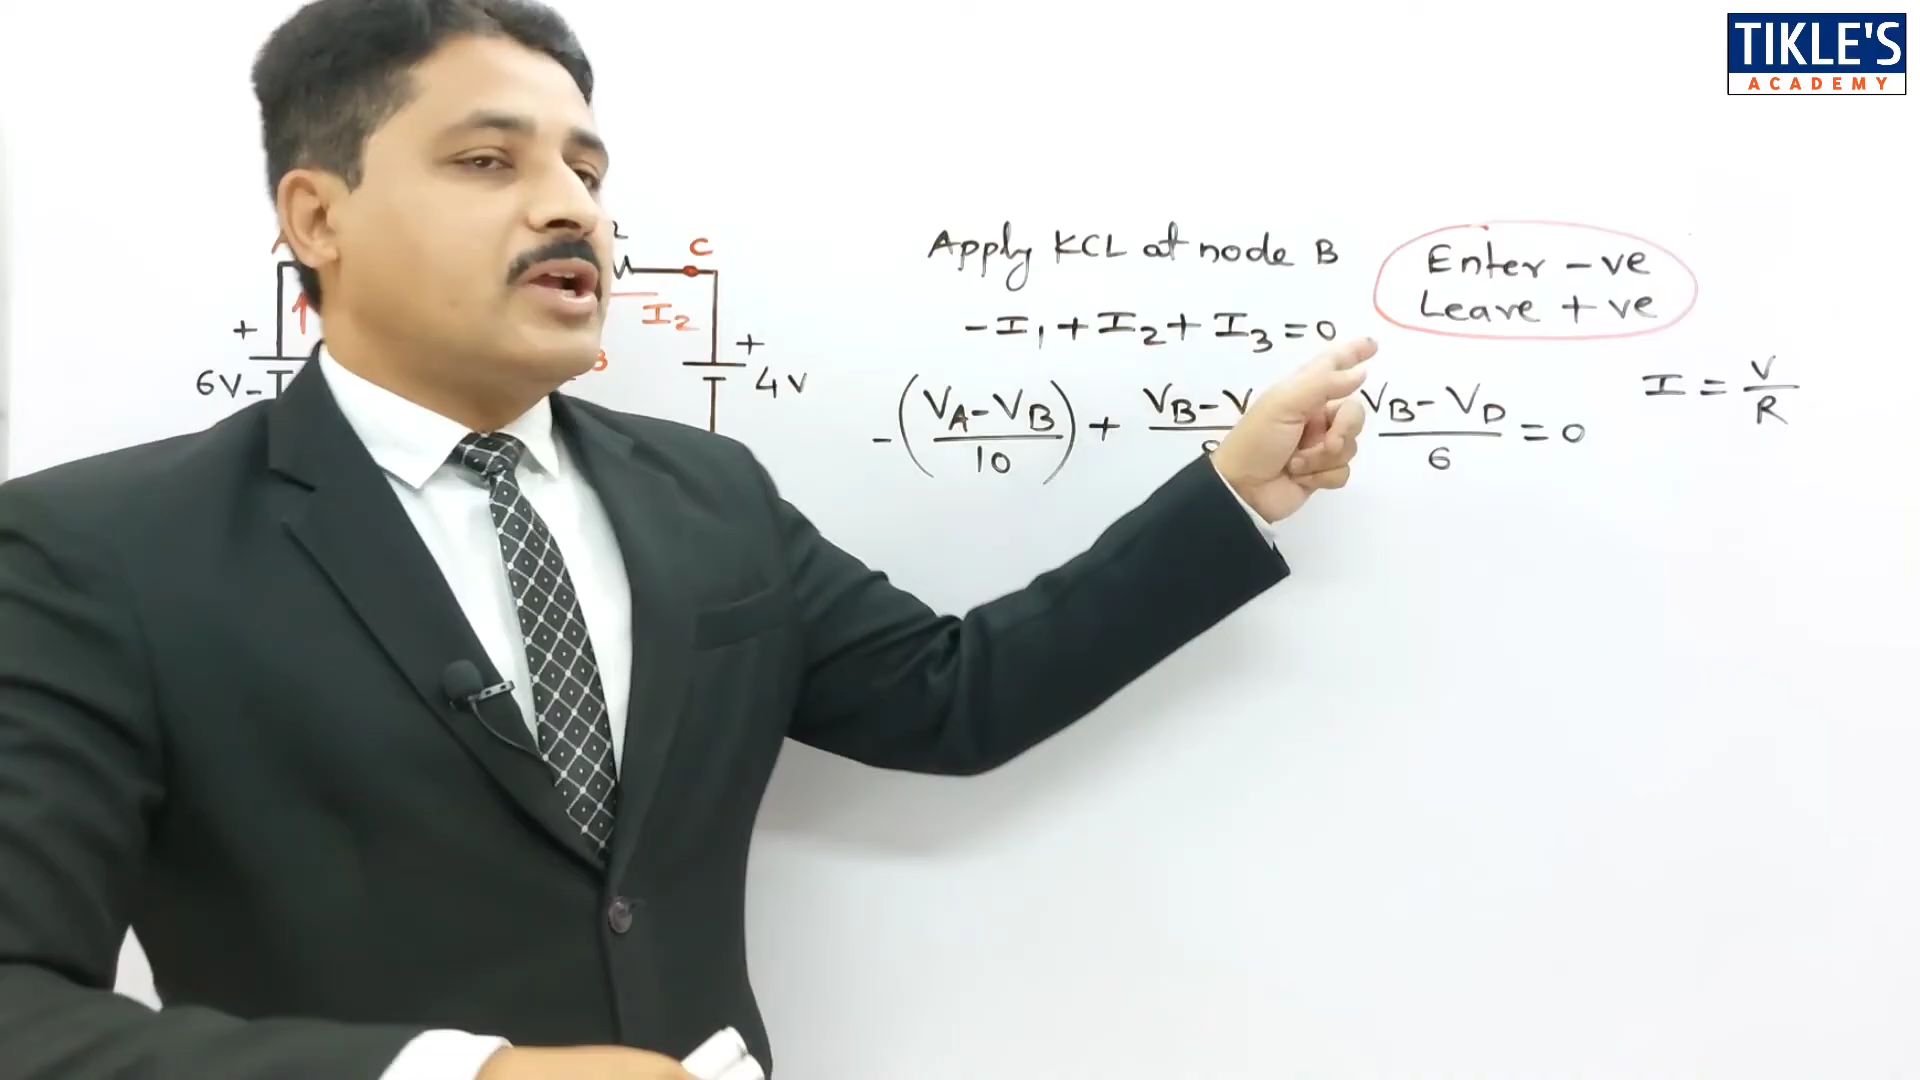 TIKLE'S
ACADEMY
C
I2
+
6V-
+
4V
Apply KCL at node B
-I1 + I2 + I3 = 0
-(VA-VB/10) + VB-V VB-VD/6 = 0
Enter -ve
Leave +ve
I = V/R